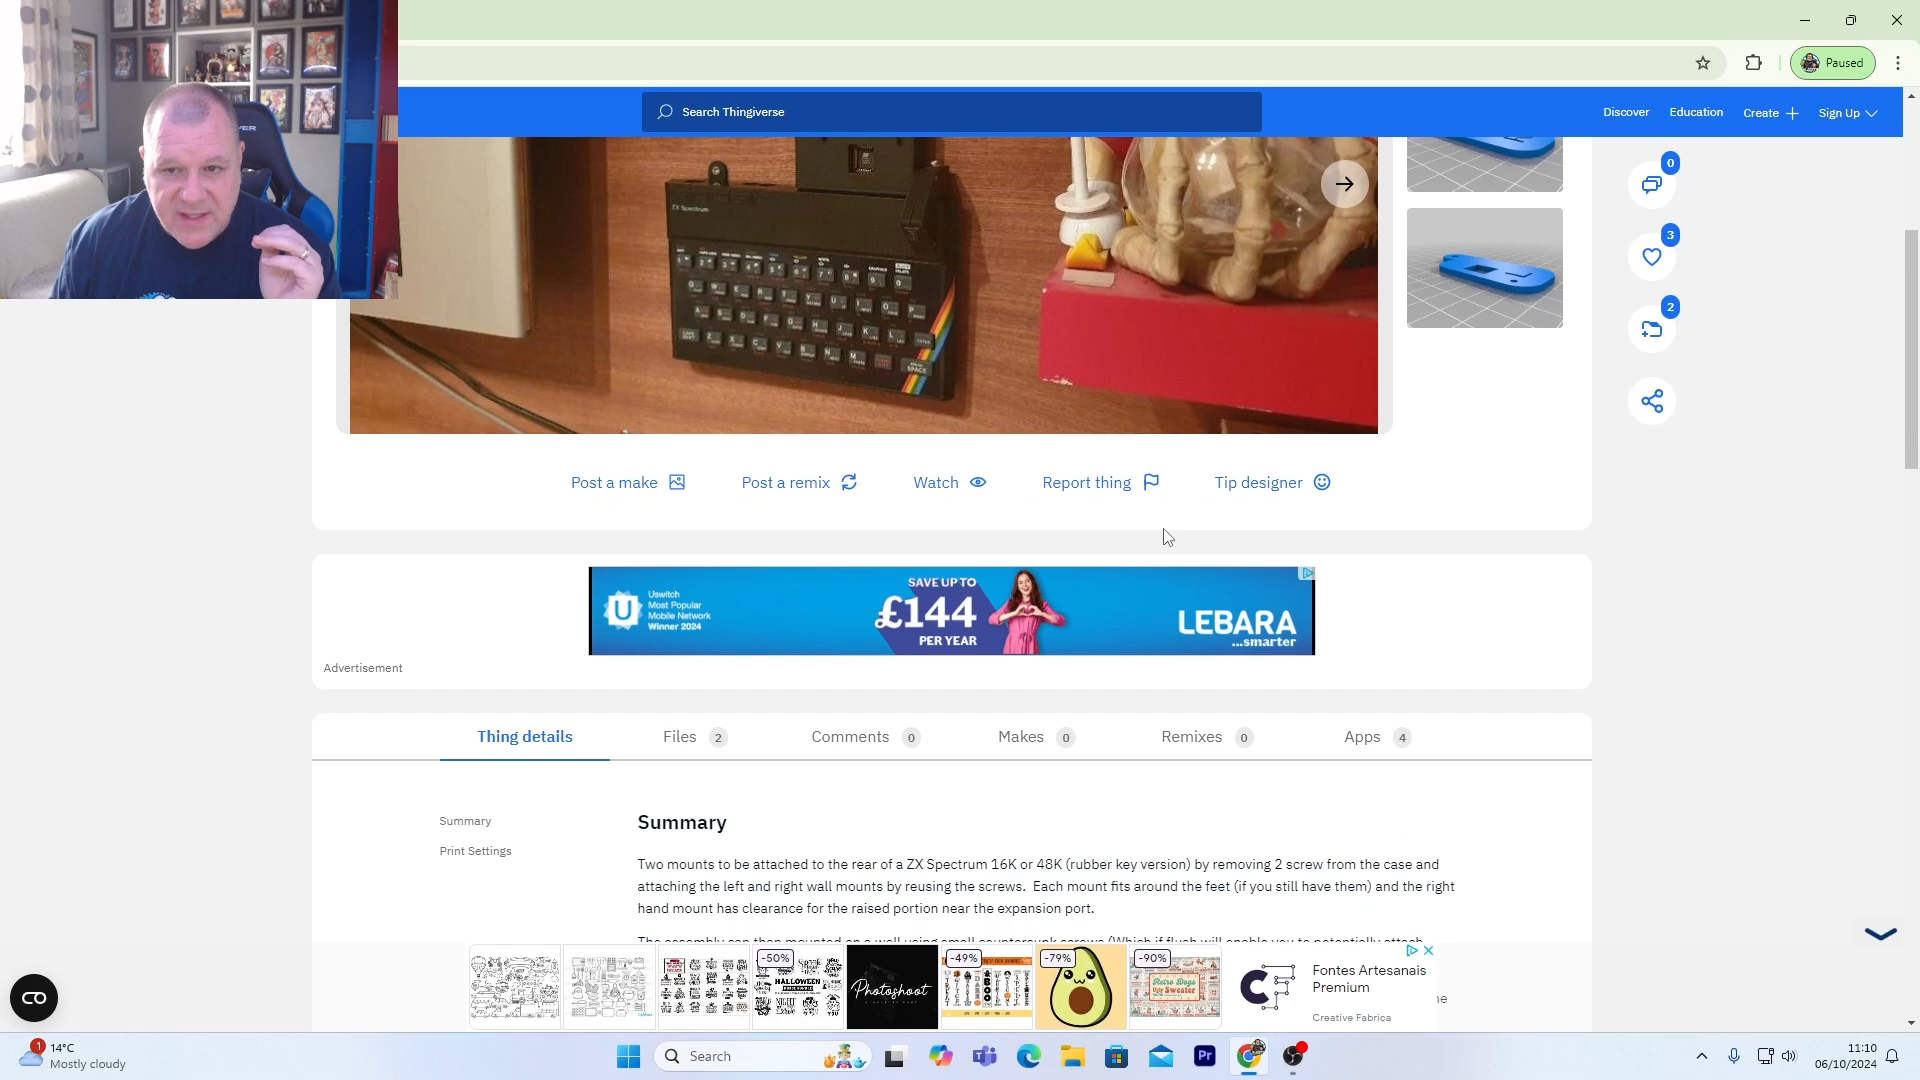 Paused
Search Thingiverse
Discover
Education
Create
Sign Up
ZX Spectrum
0
3
2
Post a make
Post a remix
Watch
Report thing
Tip designer
Uswitch
Most Popular
Mobile Network
Winner 2024
SAVE UP TO
£144
PER YEAR
LEBARA
...smarter
Advertisement
Thing details
Files 2
Comments 0
Makes 0
Remixes 0
Apps 4
Summary
Print Settings
Summary
Two mounts to be attached to the rear of a ZX Spectrum 16K or 48K (rubber key version) by removing 2 screw from the case and
attaching the left and right wall mounts by reusing the screws. Each mount fits around the feet (if you still have them) and the right
hand mount has clearance for the raised portion near the expansion port.
-50%
HALLOWEEN
Photoshoot
-49%
-79%
-90%
Fontes Artesanais
Premium
Creative Fabrica
1
14°C
Mostly cloudy
Search
Pr
11:10
06/10/2024